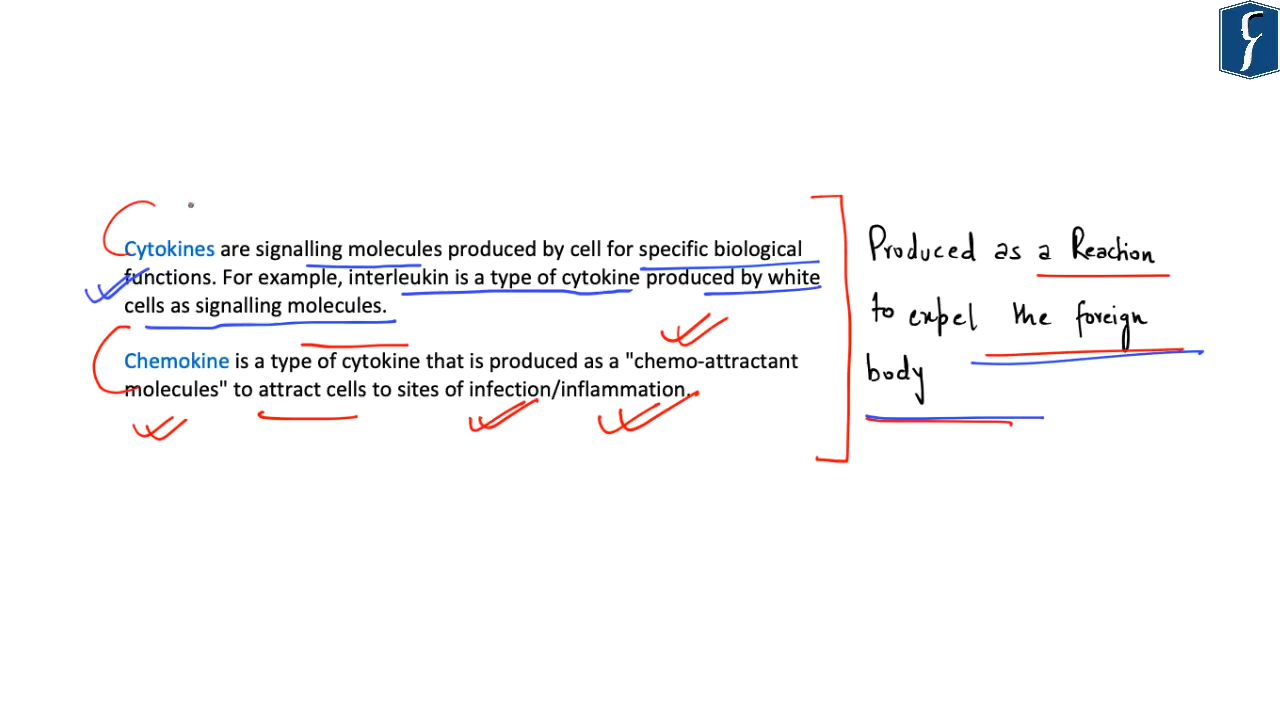 Cytokines are signalling molecules produced by cell for specific biological
functions. For example, interleukin is a type of cytokine produced by white
cells as signalling molecules.
Chemokine is a type of cytokine that is produced as a "chemo-attractant
molecules" to attract cells to sites of infection/inflammation.
Produced as a Reaction
to expel the foreign
body